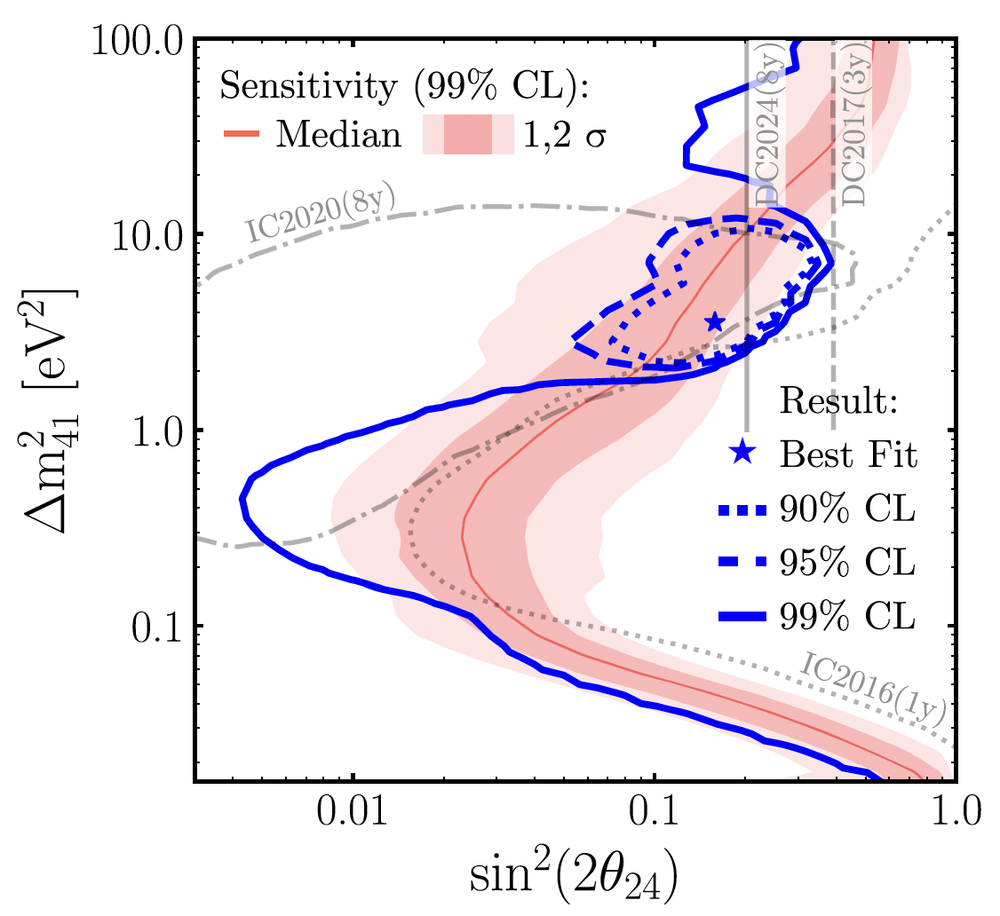 100.0
10.0
1.0
0.1
Δm²₄₁ [eV²]
Sensitivity (99% CL):
Median
1,2 σ
IC2020(8y)
DC2024(8y)
DC2017(3y)
IC2016(1y)
Result:
Best Fit
90% CL
95% CL
99% CL
0.01
0.1
1.0
sin²(2θ₂₄)